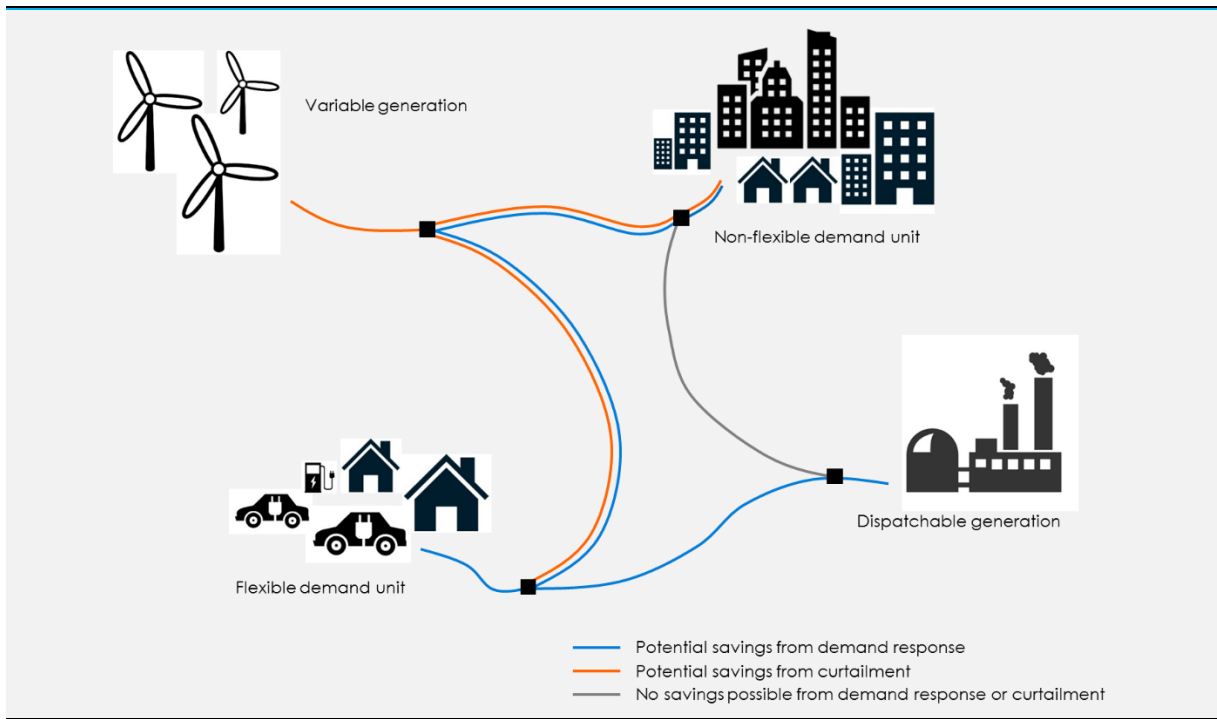 Variable generation
Non-flexible demand unit
Dispatchable generation
Flexible demand unit
Potential savings from demand response
Potential savings from curtailment
No savings possible from demand response or curtailment